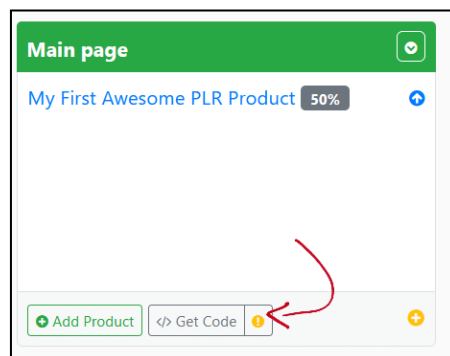 Main page
My First Awesome PLR Product 50%
Add Product </> Get Code